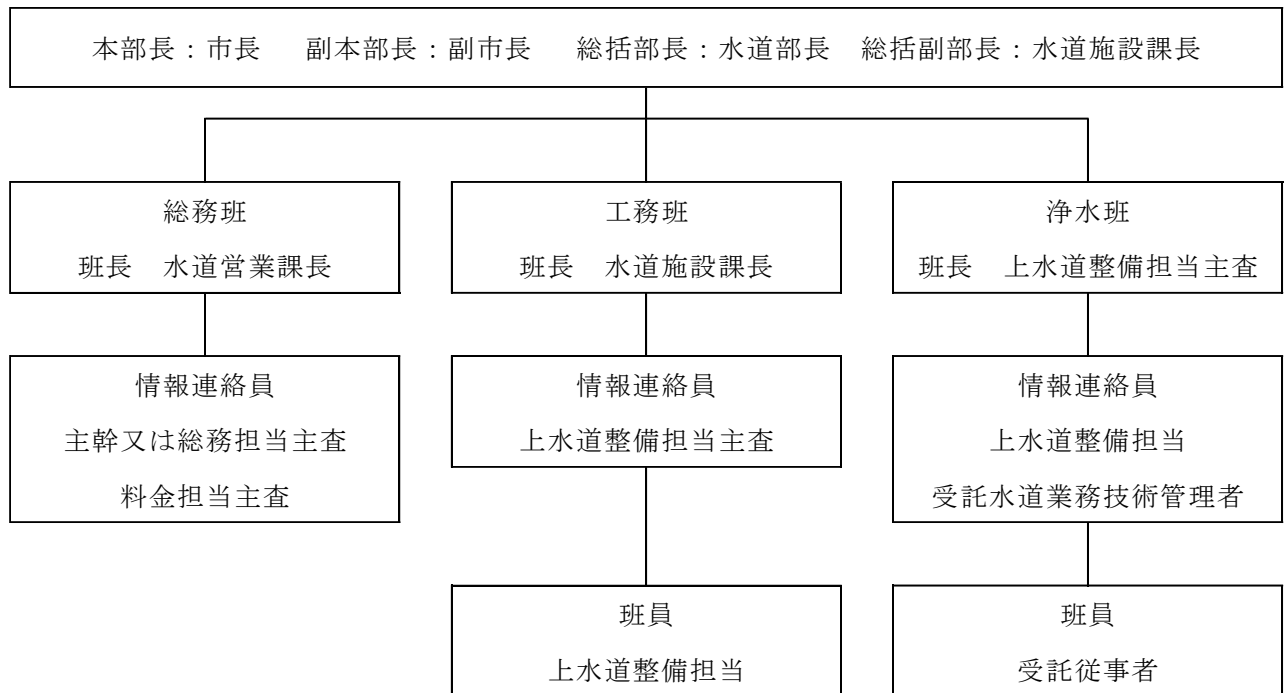 本部長：市長　副本部長：副市長　総括部長：水道部長　総括副部長：水道施設課長
総務班
班長　水道営業課長
情報連絡員
主幹又は総務担当主査
料金担当主査
工務班
班長　水道施設課長
情報連絡員
上水道整備担当主査
班員
上水道整備担当
浄水班
班長　上水道整備担当主査
情報連絡員
上水道整備担当
受託水道業務技術管理者
班員
受託従事者